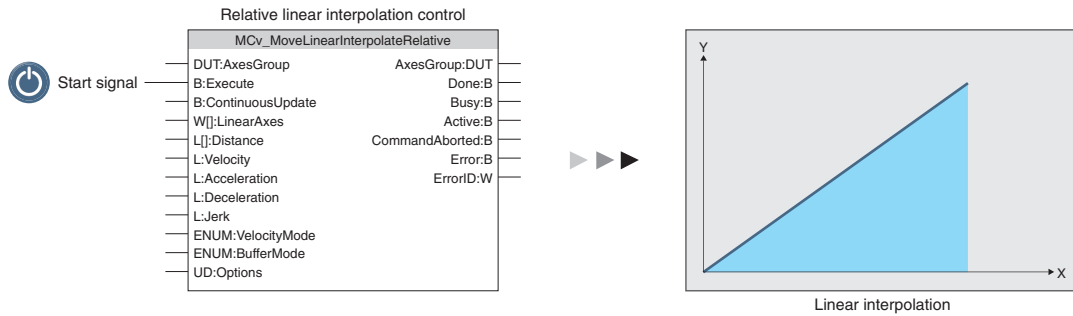 Relative linear interpolation control
MCv_MoveLinearInterpolateRelative
Start signal
DUT:AxesGroup AxesGroup:DUT
B:Execute Done:B
B:ContinuousUpdate Busy:B
W[]:LinearAxes Active:B
L[]:Distance CommandAborted:B
L:Velocity Error:B
L:Acceleration ErrorID:W
L:Deceleration
L:Jerk
ENUM:VelocityMode
ENUM:BufferMode
UD:Options
Y
X
Linear interpolation